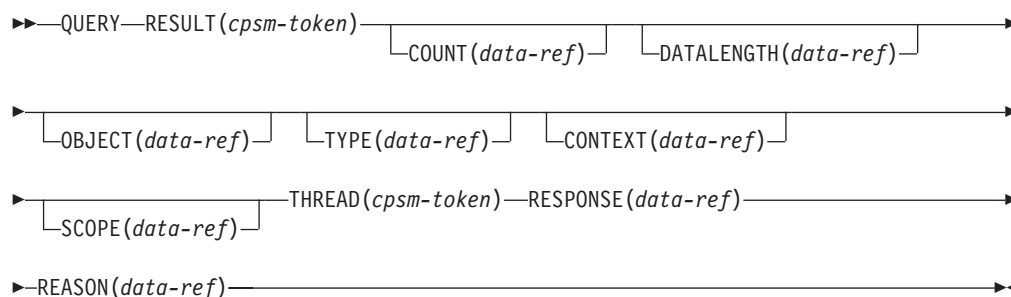 QUERY RESULT(cpsm-token)
COUNT(data-ref) DATALENGTH(data-ref)
OBJECT(data-ref) TYPE(data-ref) CONTEXT(data-ref)
THREAD(cpsm-token) RESPONSE(data-ref)
SCOPE(data-ref)
REASON(data-ref)